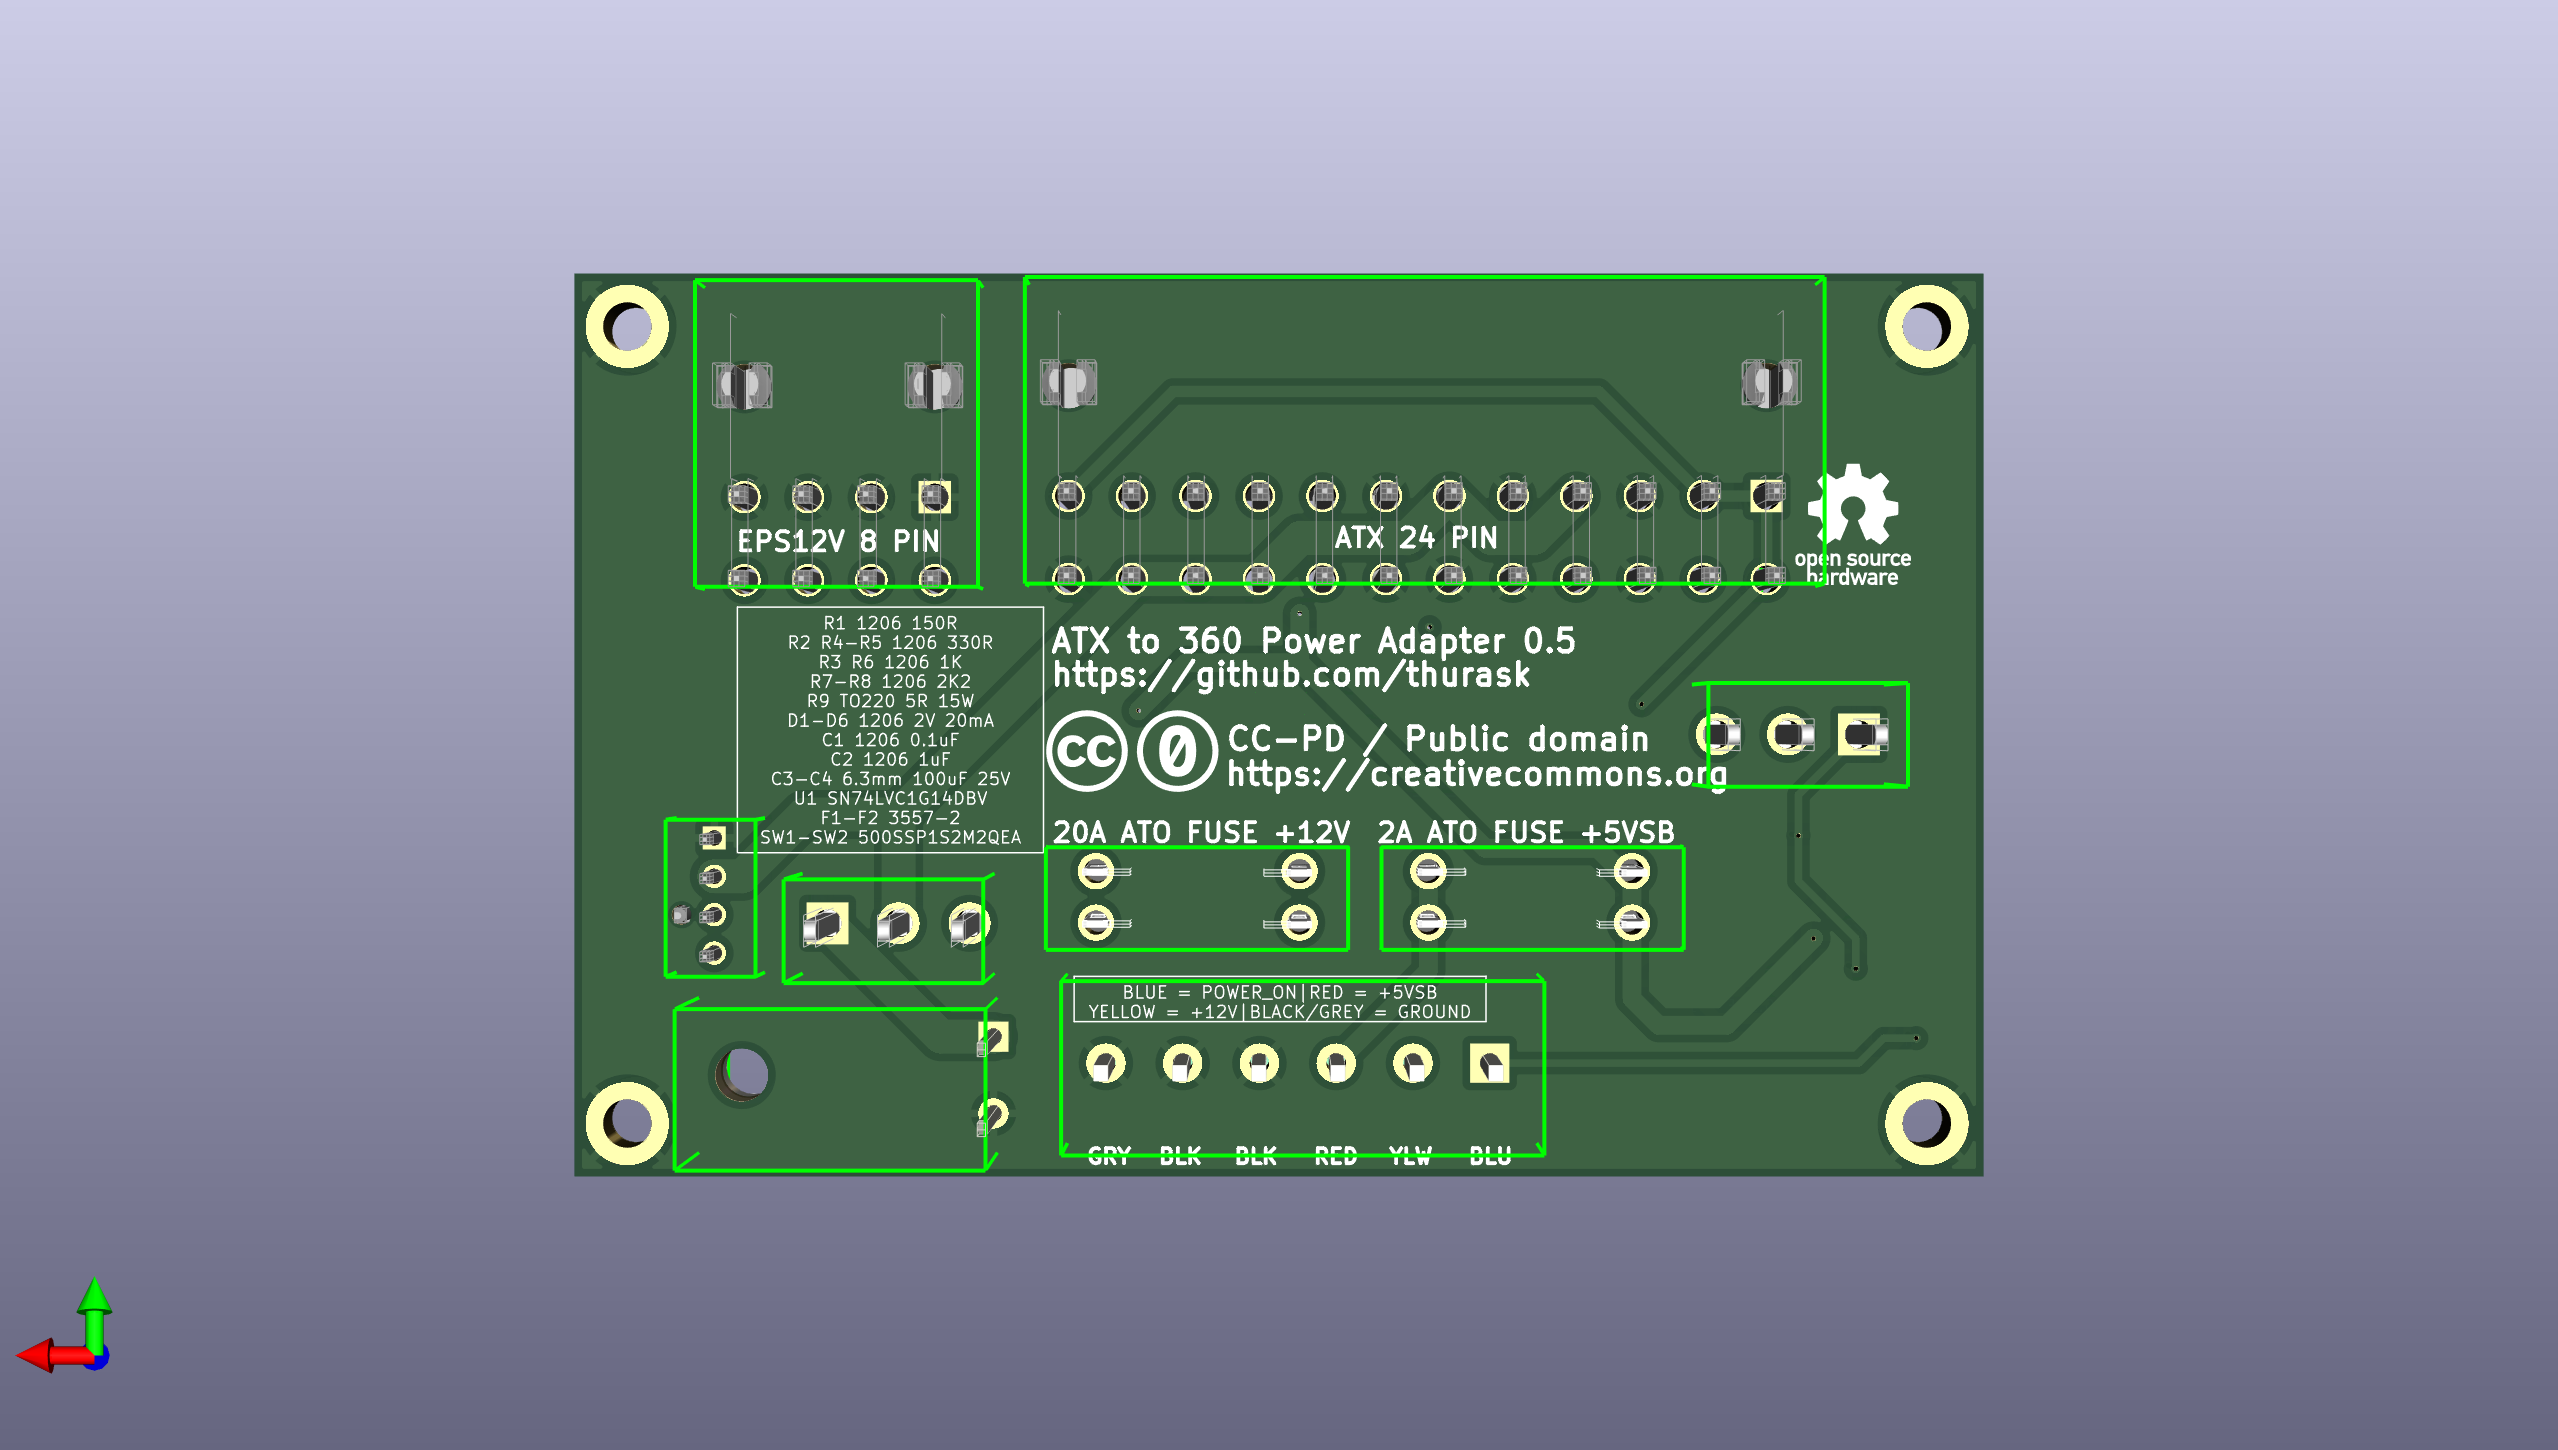 EPS12V 8 PIN
ATX 24 PIN
open source
hardware
R1 1206 150R
R2 R4-R5 1206 330R
R3 R6 1206 1K
R7-R8 1206 2K2
R9 TO220 5R 15W
D1-D6 1206 2V 20mA
C1 1206 0.1uF
C2 1206 1uF
C3-C4 6.3mm 100uF 25V
U1 SN74LVC1G14DBV
F1-F2 3557-2
SW1-SW2 500SSP1S2M2QEA
ATX to 360 Power Adapter 0.5
https://github.com/thurask
cc 0
CC-PD / Public domain
https://creativecommons.org
20A ATO FUSE +12V
2A ATO FUSE +5VSB
BLUE = POWER_ON|RED = +5VSB
YELLOW = +12V|BLACK/GREY = GROUND
GRY BLK BLK RED YLW BLU